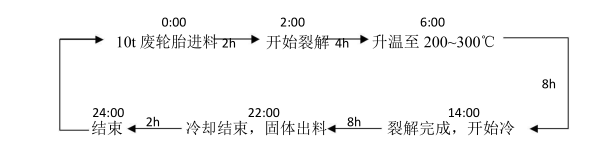 0:00 2:00 6:00
10t 废轮胎进料 2h 开始裂解 4h 升温至 200~300℃
8h
24:00 22:00 14:00
结束 2h 冷却结束，固体出料 8h 裂解完成，开始冷